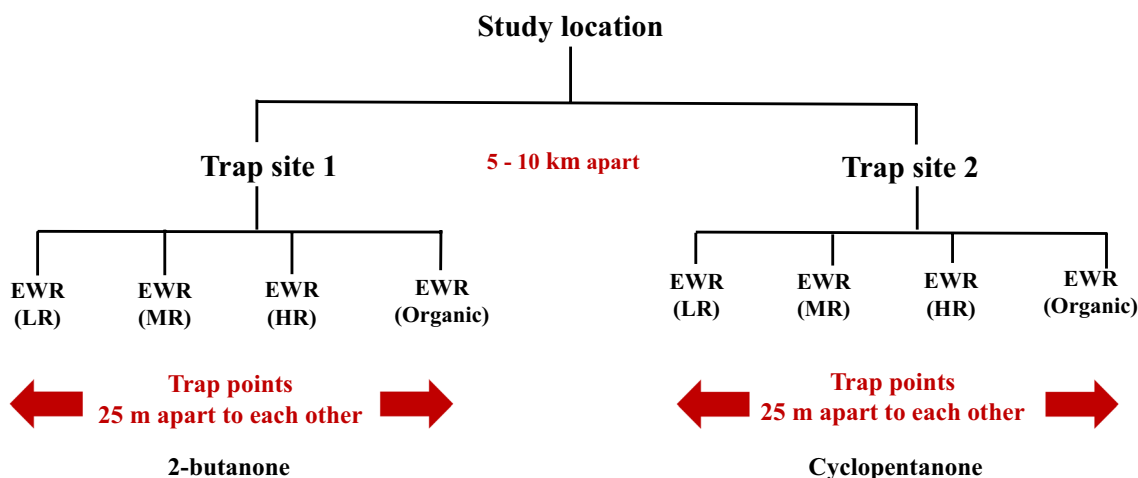 Study location
Trap site 1
5 - 10 km apart
Trap site 2
EWR
(LR)
EWR
(MR)
EWR
(HR)
EWR
(Organic)
EWR
(LR)
EWR
(MR)
EWR
(HR)
EWR
(Organic)
Trap points
25 m apart to each other
Trap points
25 m apart to each other
2-butanone
Cyclopentanone